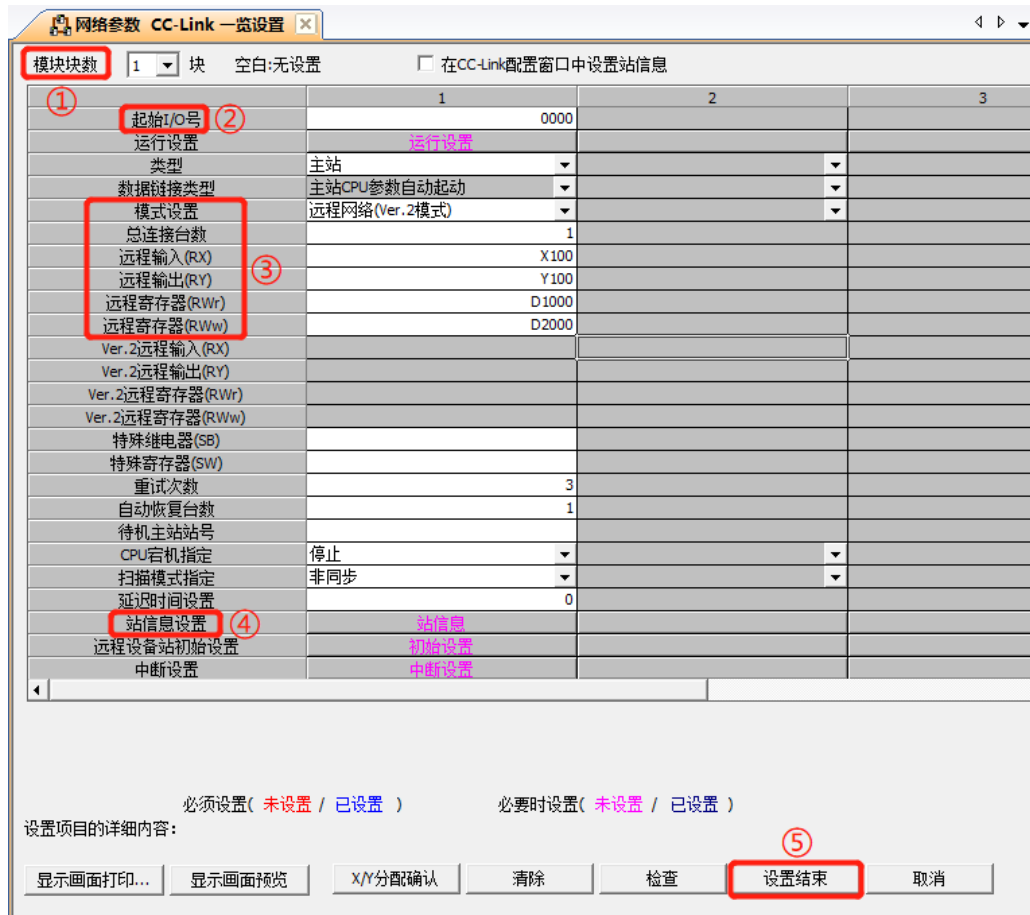 网络参数 CC-Link 一览设置
模块块数 1 块 空白:无设置 在CC-Link配置窗口中设置站信息
①
1 2 3
起始I/O号 ② 0000
运行设置 运行设置
类型 主站
数据链接类型 主站CPU参数自动起动
模式设置 远程网络(Ver.2模式)
总连接台数 1
远程输入(RX) ③ X100
远程输出(RY) Y100
远程寄存器(RWr) D1000
远程寄存器(RWw) D2000
Ver.2远程输入(RX)
Ver.2远程输出(RY)
Ver.2远程寄存器(RWr)
Ver.2远程寄存器(RWw)
特殊继电器(SB)
特殊寄存器(SW)
重试次数 3
自动恢复台数 1
待机主站站号
CPU宕机指定 停止
扫描模式指定 非同步
延迟时间设置 0
站信息设置 ④ 站信息
远程设备站初始设置 初始设置
中断设置 中断设置
必须设置( 未设置 / 已设置 ) 必要时设置( 未设置 / 已设置 )
设置项目的详细内容:
⑤
显示画面打印... 显示画面预览 X/Y分配确认 清除 检查 设置结束 取消